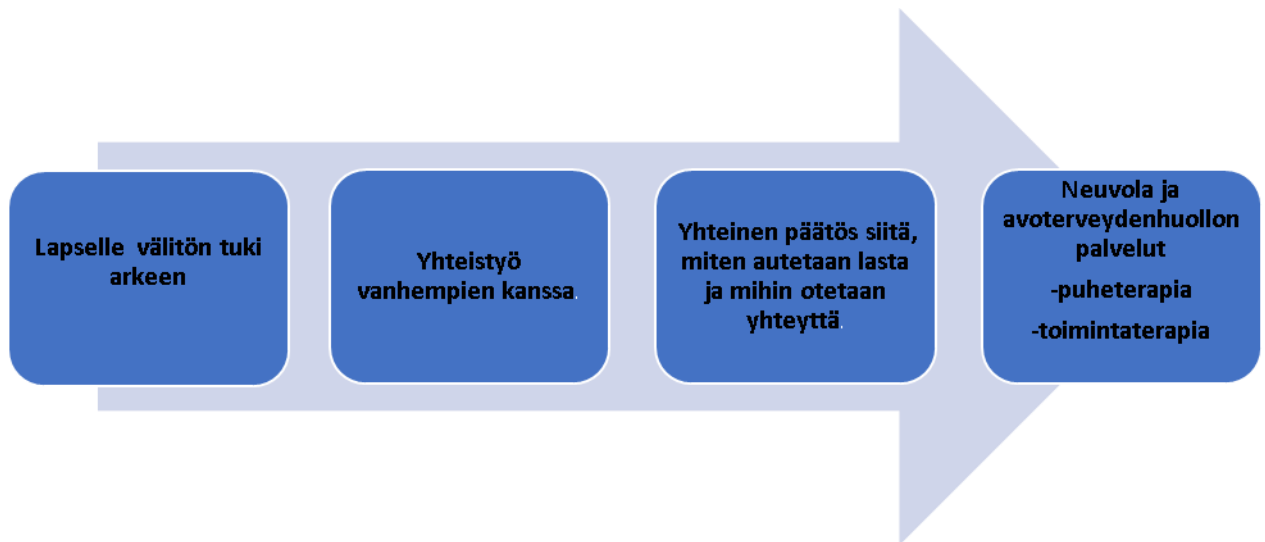 Lapselle välitön tuki
arkeen
Yhteistyö
vanhempien kanssa.
Yhteinen päätös siitä,
miten autetaan lasta
ja mihin otetaan
yhteyttä.
Neuvola ja
avoterveydenhuollon
palvelut
-puheterapia
-toimintaterapia